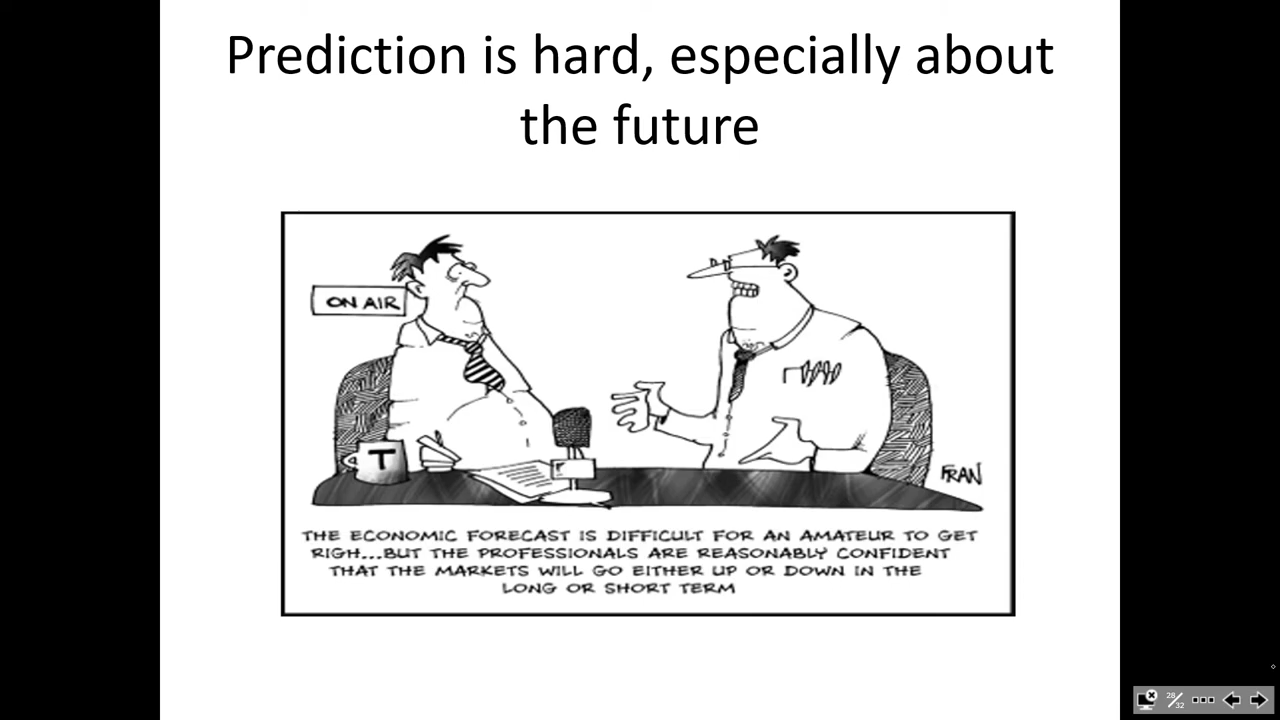 Prediction is hard, especially about
the future
ON AIR
T
FRAN
THE ECONOMIC FORECAST IS DIFFICULT FOR AN AMATEUR TO GET
RIGH...BUT THE PROFESSIONALS ARE REASONABLY CONFIDENT
THAT THE MARKETS WILL GO EITHER UP OR DOWN IN THE
LONG OR SHORT TERM
28/32